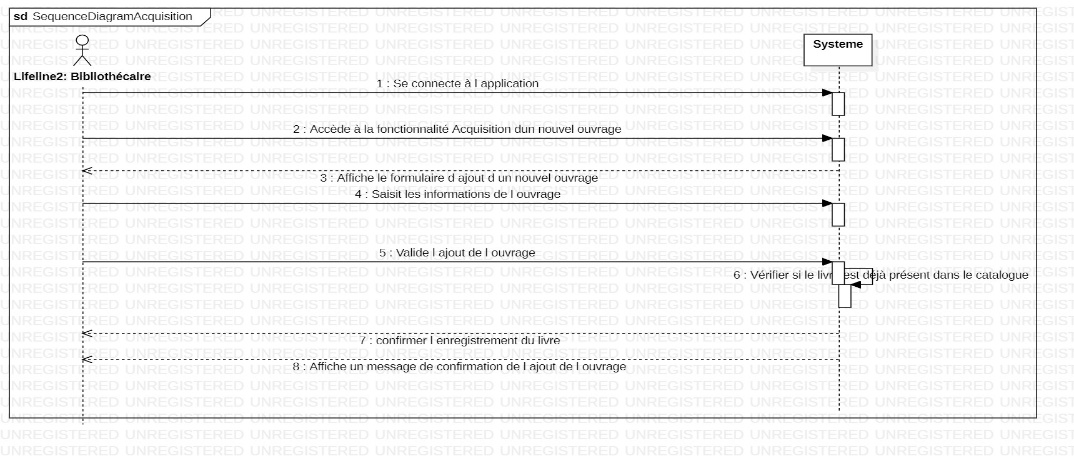 sd SequenceDiagramAcquisition
Systeme
Lifeline2: Bibliothécaire
1 : Se connecte à l application
2 : Accède à la fonctionnalité Acquisition dun nouvel ouvrage
3 : Affiche le formulaire d ajout d un nouvel ouvrage
4 : Saisit les informations de l ouvrage
5 : Valide l ajout de l ouvrage
6 : Vérifier si le livre est déjà présent dans le catalogue
7 : confirmer l enregistrement du livre
8 : Affiche un message de confirmation de l ajout de l ouvrage
UNREGISTERED